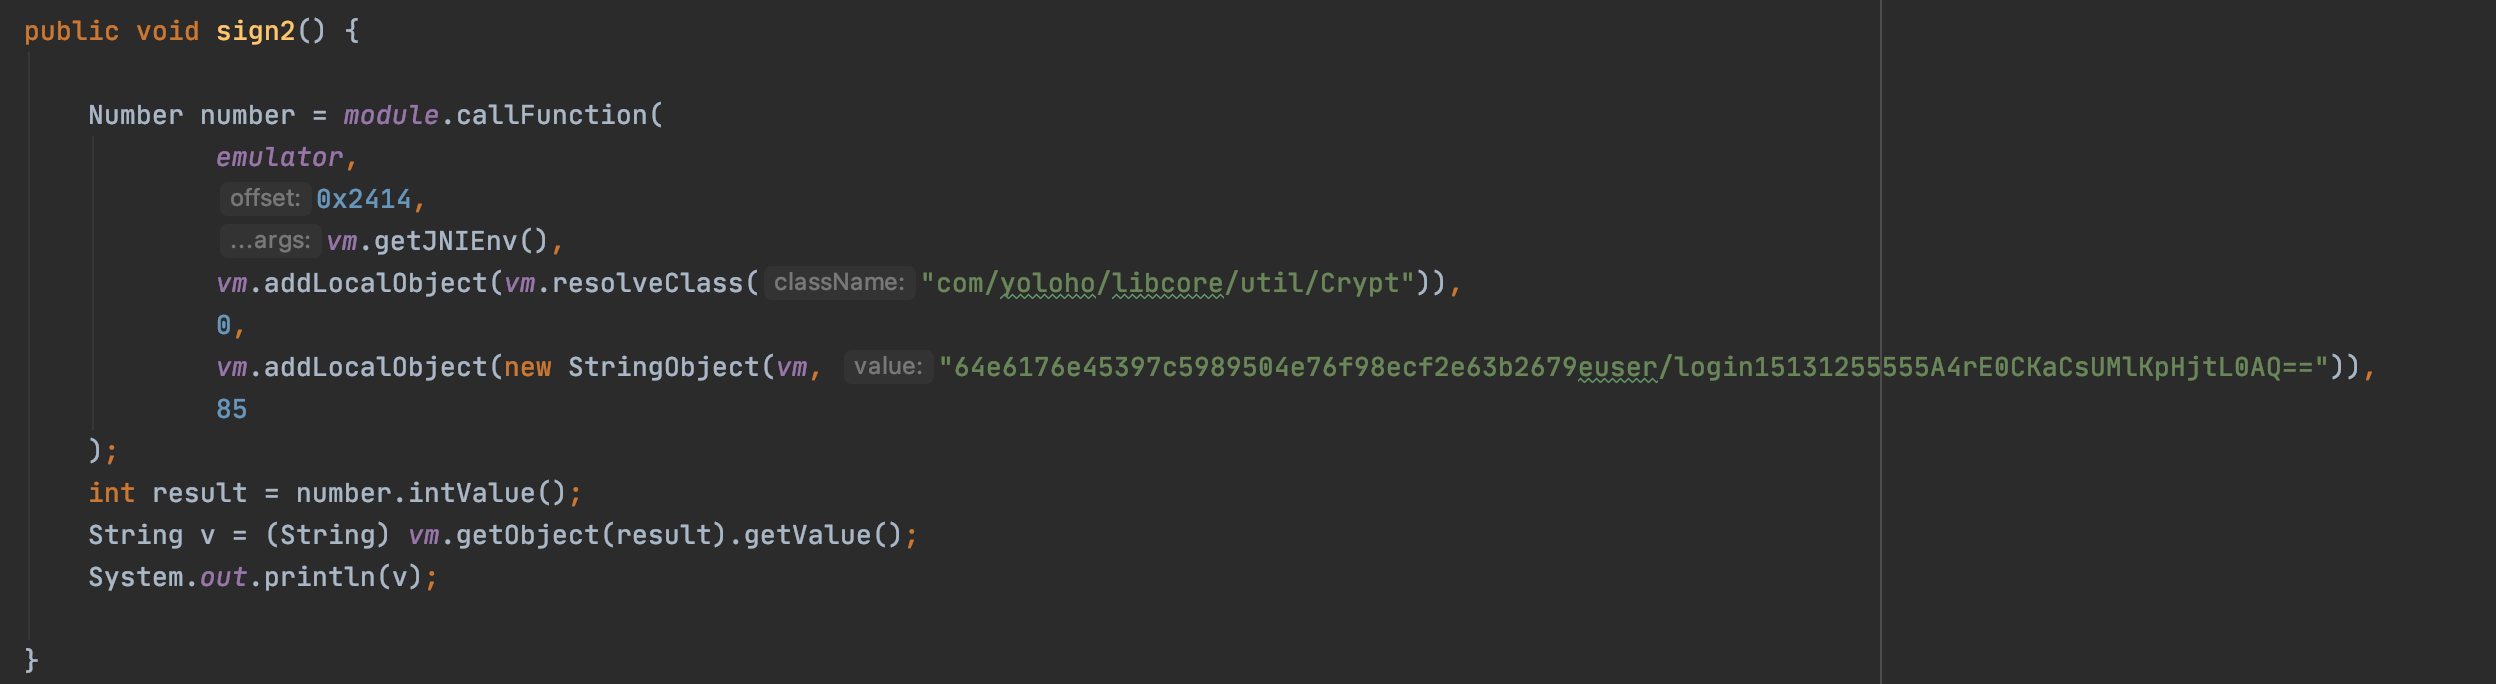 public void sign2() {
Number number = module.callFunction(
emulator,
offset: 0x2414,
...args: vm.getJNIEnv(),
vm.addLocalObject(vm.resolveClass( className: "com/yoloho/libcore/util/Crypt")),
0,
vm.addLocalObject(new StringObject(vm, value: "64e6176e45397c5989504e76f98ecf2e63b2679euser/login15131255555A4rE0CKaCsUMlKpHjtL0AQ==")),
85
);
int result = number.intValue();
String v = (String) vm.getObject(result).getValue();
System.out.println(v);
}